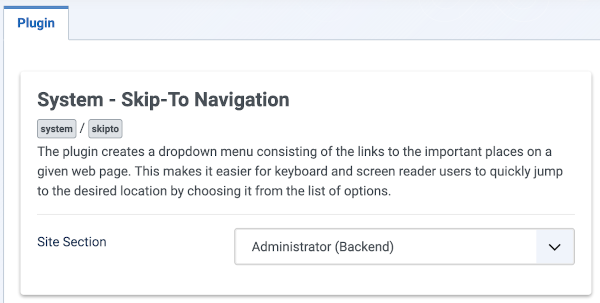 Plugin
System - Skip-To Navigation
system / skipto
The plugin creates a dropdown menu consisting of the links to the important places on a
given web page. This makes it easier for keyboard and screen reader users to quickly jump
to the desired location by choosing it from the list of options.
Site Section
Administrator (Backend)